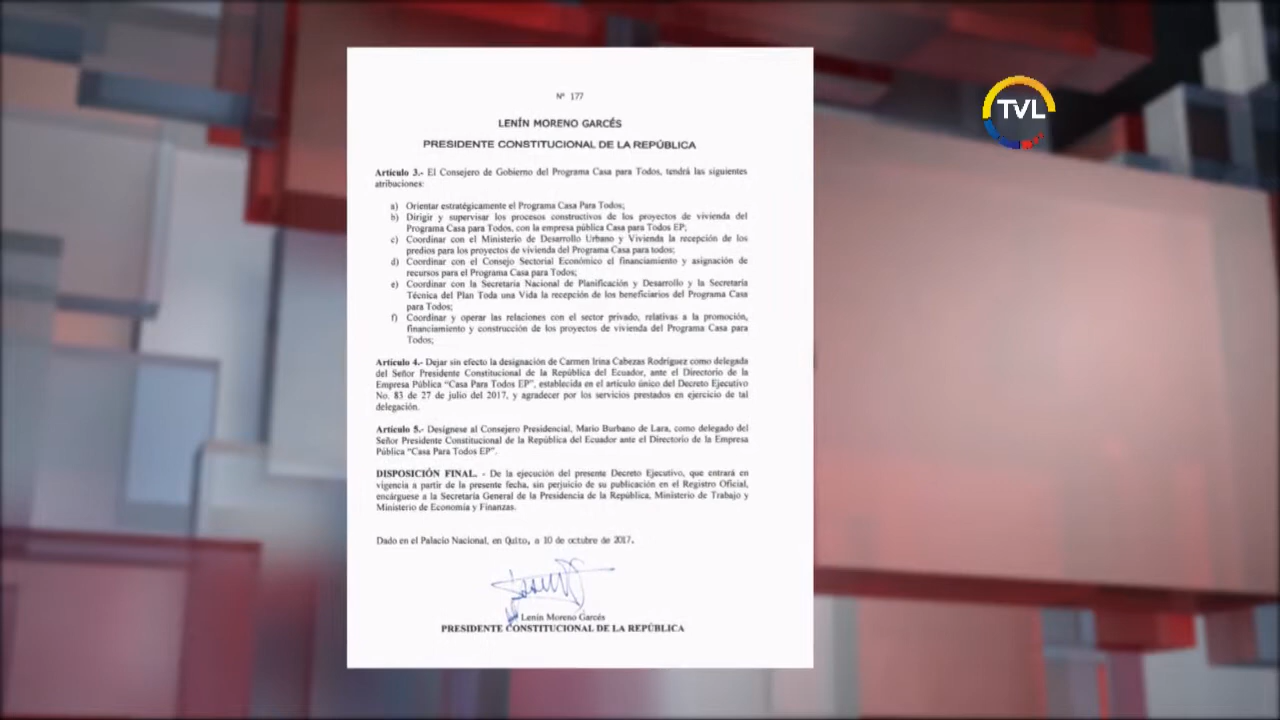 TVL
Nº 177
LENÍN MORENO GARCÉS
PRESIDENTE CONSTITUCIONAL DE LA REPÚBLICA
Artículo 3.- El Consejero de Gobierno del Programa Casa para Todos, tendrá las siguientes
atribuciones:
a) Orientar estratégicamente el Programa Casa Para Todos;
b) Dirigir y supervisar los procesos constructivos de los proyectos de vivienda del
Programa Casa para Todos, con la empresa pública Casa para Todos EP;
c) Coordinar con el Ministerio de Desarrollo Urbano y Vivienda la recepción de los
predios para los proyectos de vivienda del Programa Casa para todos;
d) Coordinar con el Consejo Sectorial Económico el financiamiento y asignación de
recursos para el Programa Casa para Todos;
e) Coordinar con la Secretaría Nacional de Planificación y Desarrollo y la Secretaría
Técnica del Plan Toda una Vida la recepción de los beneficiarios del Programa Casa
para Todos;
f) Coordinar y operar las relaciones con el sector privado, relativas a la promoción,
financiamiento y construcción de los proyectos de vivienda del Programa Casa para
Todos;
Artículo 4.- Dejar sin efecto la designación de Carmen Irina Cabezas Rodríguez como delegada
del Señor Presidente Constitucional de la República del Ecuador, ante el Directorio de la
Empresa Pública "Casa Para Todos EP", establecida en el artículo único del Decreto Ejecutivo
No. 83 de 27 de julio del 2017, y agradecer por los servicios prestados en ejercicio de tal
delegación.
Artículo 5.- Desígnese al Consejero Presidencial, Mario Burbano de Lara, como delegado del
Señor Presidente Constitucional de la República del Ecuador ante el Directorio de la Empresa
Pública "Casa Para Todos EP".
DISPOSICIÓN FINAL. - De la ejecución del presente Decreto Ejecutivo, que entrará en
vigencia a partir de la presente fecha, sin perjuicio de su publicación en el Registro Oficial,
encárguese a la Secretaría General de la Presidencia de la República, Ministerio de Trabajo y
Ministerio de Economía y Finanzas.
Dado en el Palacio Nacional, en Quito, a 10 de octubre de 2017.
Lenín Moreno Garcés
PRESIDENTE CONSTITUCIONAL DE LA REPÚBLICA